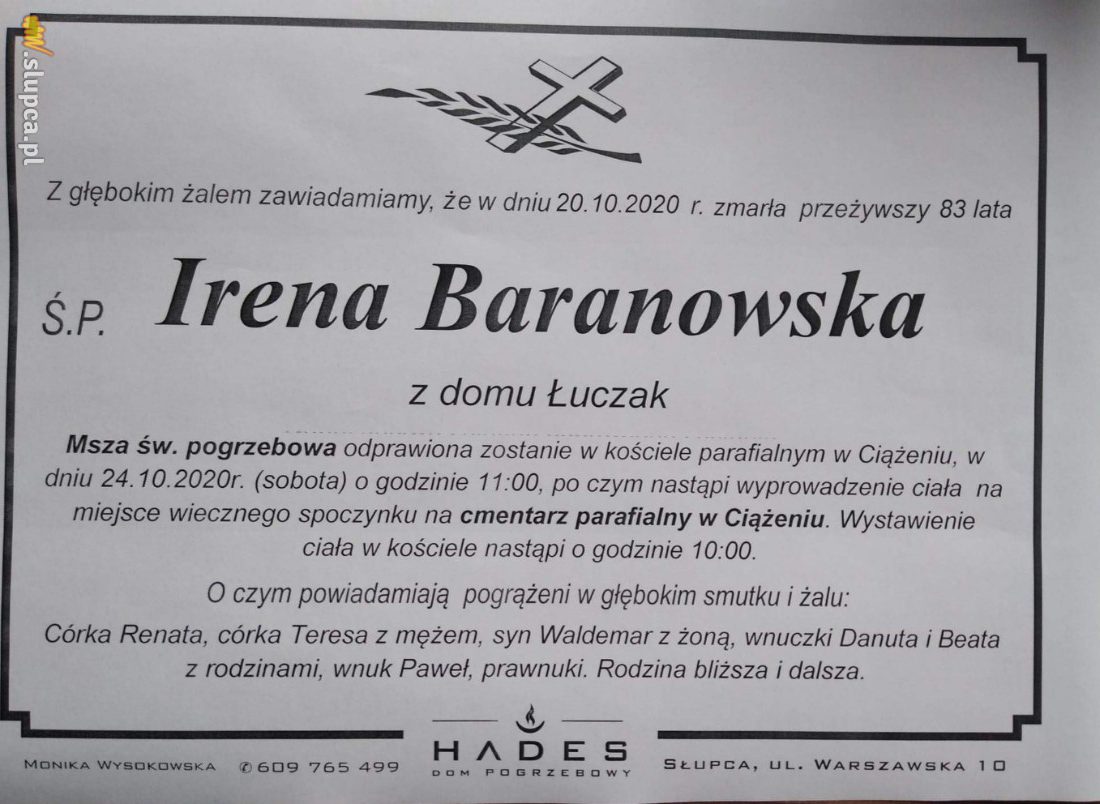 slupca.pl
Z głębokim żalem zawiadamiamy, że w dniu 20.10.2020 r. zmarła przeżywszy 83 lata
Ś.P. Irena Baranowska
z domu Łuczak
Msza św. pogrzebowa odprawiona zostanie w kościele parafialnym w Ciążeniu, w
dniu 24.10.2020r. (sobota) o godzinie 11:00, po czym nastąpi wyprowadzenie ciała na
miejsce wiecznego spoczynku na cmentarz parafialny w Ciążeniu. Wystawienie
ciała w kościele nastąpi o godzinie 10:00.
O czym powiadamiają pogrążeni w głębokim smutku i żalu:
Córka Renata, córka Teresa z mężem, syn Waldemar z żoną, wnuczki Danuta i Beata
z rodzinami, wnuk Paweł, prawnuki. Rodzina bliższa i dalsza.
HADES
DOM POGRZEBOWY
MONIKA WYSOKOWSKA ✆609 765 499
SŁUPCA, UL. WARSZAWSKA 10